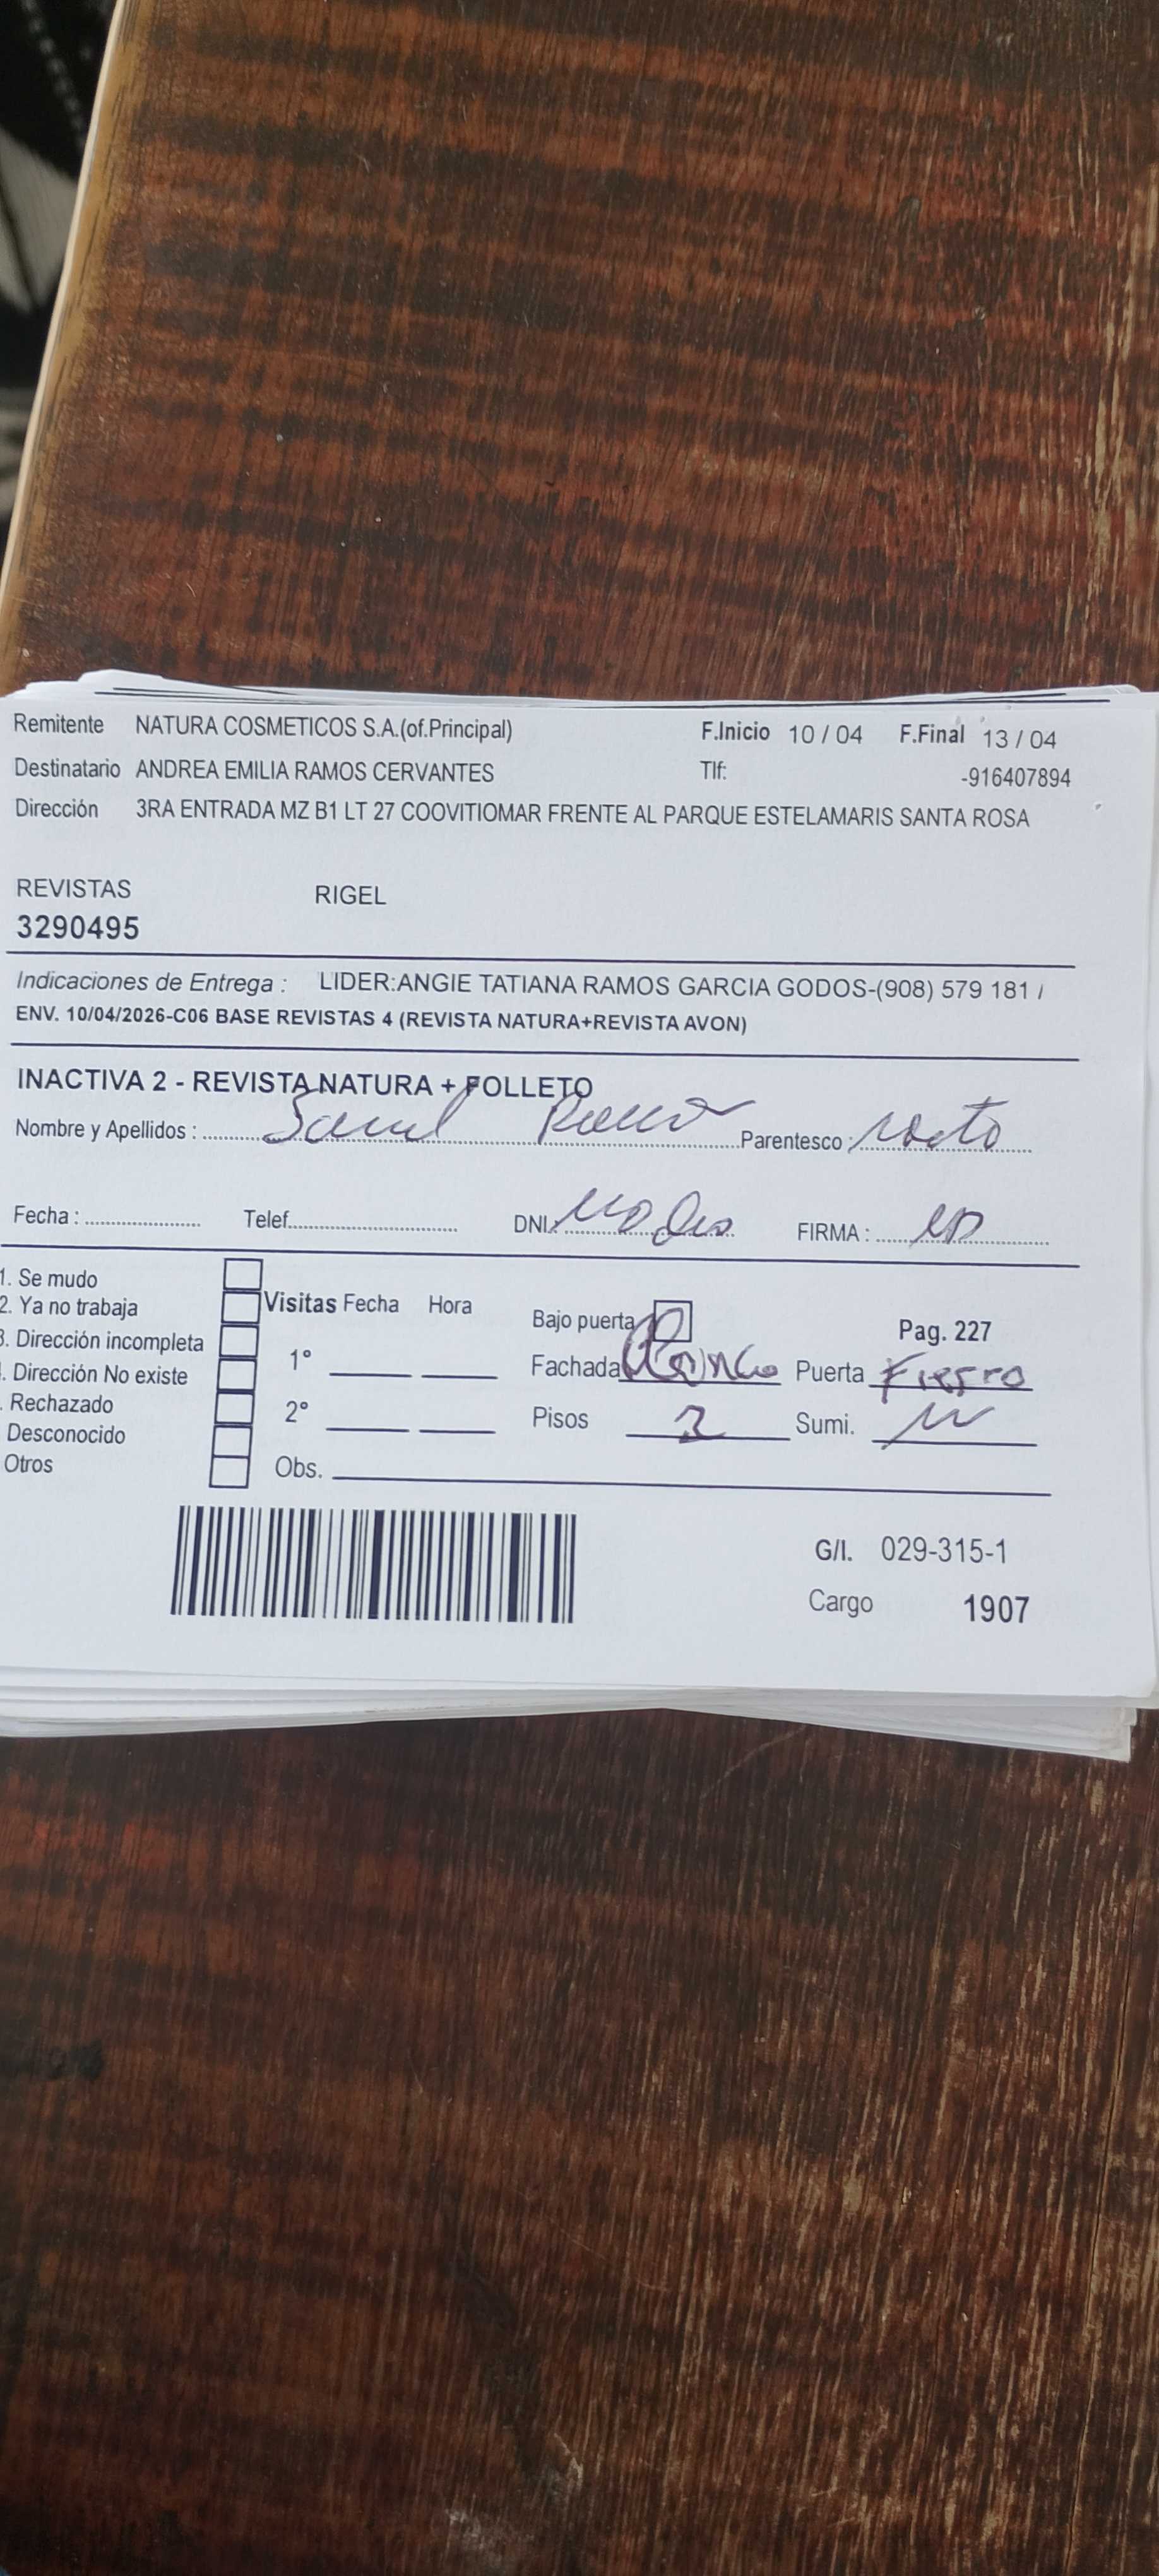 Remitente NATURA COSMETICOS S.A.(of.Principal) F.Inicio 10 / 04 F.Final 13 / 04
Destinatario ANDREA EMILIA RAMOS CERVANTES Tlf: -916407894
Dirección 3RA ENTRADA MZ B1 LT 27 COOVITIOMAR FRENTE AL PARQUE ESTELAMARIS SANTA ROSA
REVISTAS RIGEL
3290495
Indicaciones de Entrega : LIDER:ANGIE TATIANA RAMOS GARCIA GODOS-(908) 579 181 /
ENV. 10/04/2026-C06 BASE REVISTAS 4 (REVISTA NATURA+REVISTA AVON)
INACTIVA 2 - REVISTA NATURA + FOLLETO
Nombre y Apellidos : Parentesco :
Fecha : Telef. DNI. FIRMA :
1. Se mudo
2. Ya no trabaja
3. Dirección incompleta
. Dirección No existe
. Rechazado
Desconocido
Otros
Visitas Fecha Hora
1°
2°
Obs.
Bajo puerta Pag. 227
Fachada Puerta Fierro
Pisos Sumi.
G/I. 029-315-1
Cargo 1907